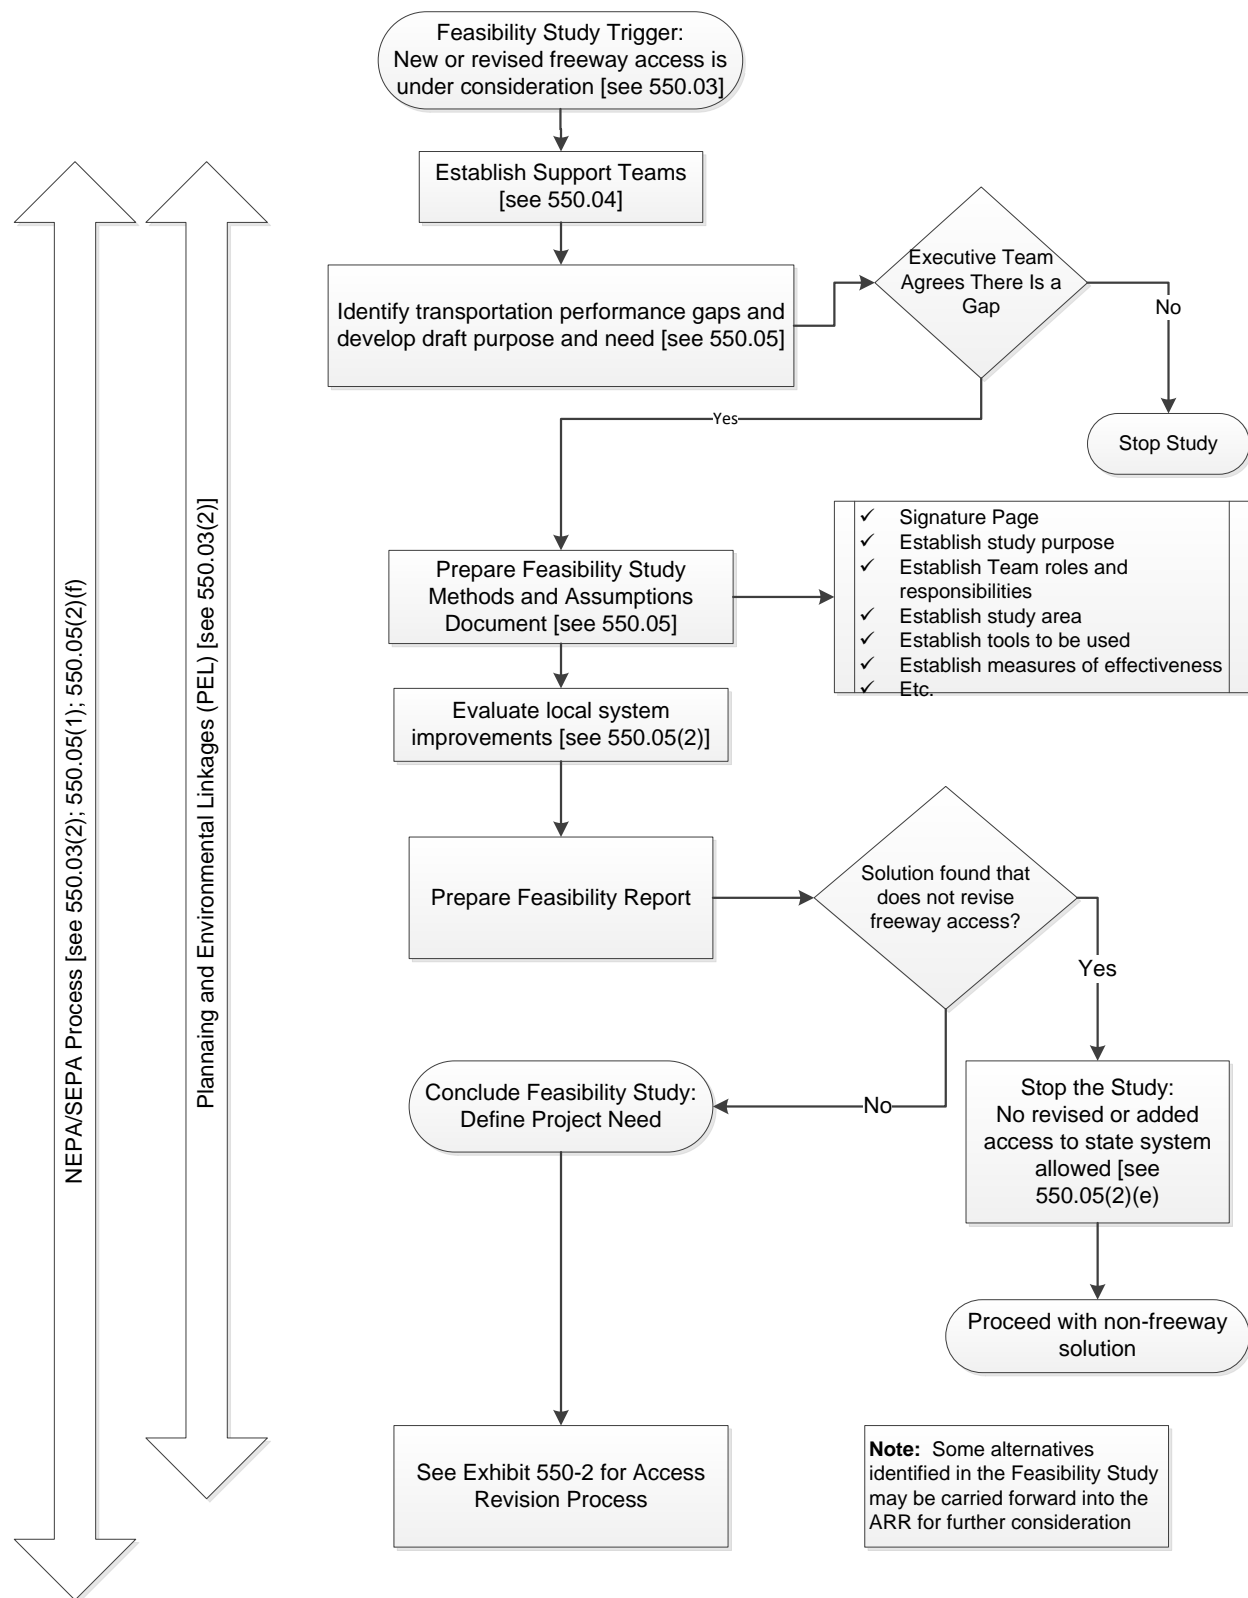 Feasibility Study Trigger:
New or revised freeway access is
under consideration [see 550.03]
Establish Support Teams
[see 550.04]
Identify transportation performance gaps and
develop draft purpose and need [see 550.05]
Executive Team
Agrees There Is a
Gap
No
Yes
Stop Study
✓ Signature Page
✓ Establish study purpose
✓ Establish Team roles and
responsibilities
✓ Establish study area
✓ Establish tools to be used
✓ Establish measures of effectiveness
✓ Etc.
Prepare Feasibility Study
Methods and Assumptions
Document [see 550.05]
Evaluate local system
improvements [see 550.05(2)]
Prepare Feasibility Report
Solution found that
does not revise
freeway access?
Yes
No
Conclude Feasibility Study:
Define Project Need
Stop the Study:
No revised or added
access to state system
allowed [see
550.05(2)(e)
Proceed with non-freeway
solution
See Exhibit 550-2 for Access
Revision Process
Note: Some alternatives
identified in the Feasibility Study
may be carried forward into the
ARR for further consideration
NEPA/SEPA Process [see 550.03(2); 550.05(1); 550.05(2)(f)
Plannaing and Environmental Linkages (PEL) [see 550.03(2)]